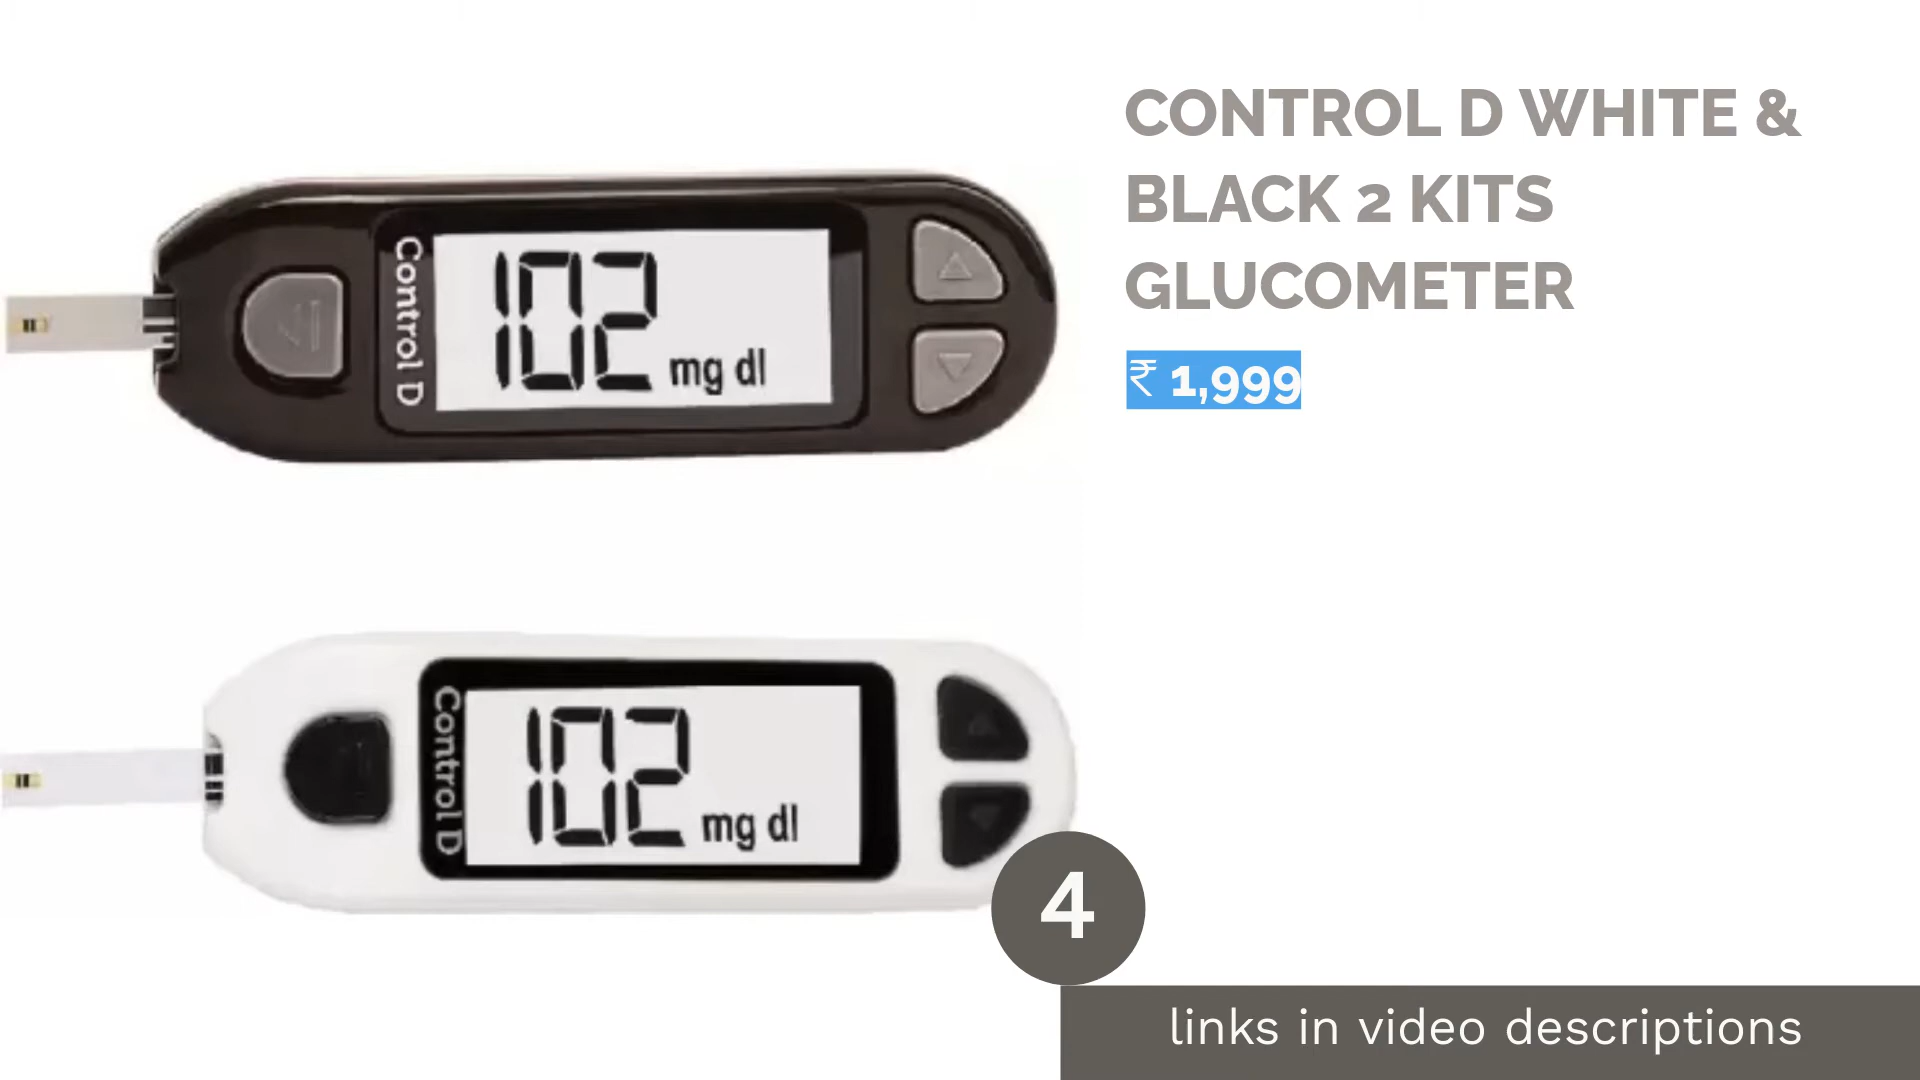 CONTROL D WHITE &
BLACK 2 KITS
GLUCOMETER
₹ 1,999
Control D
102 mg dl
Control D
102 mg dl
4
links in video descriptions